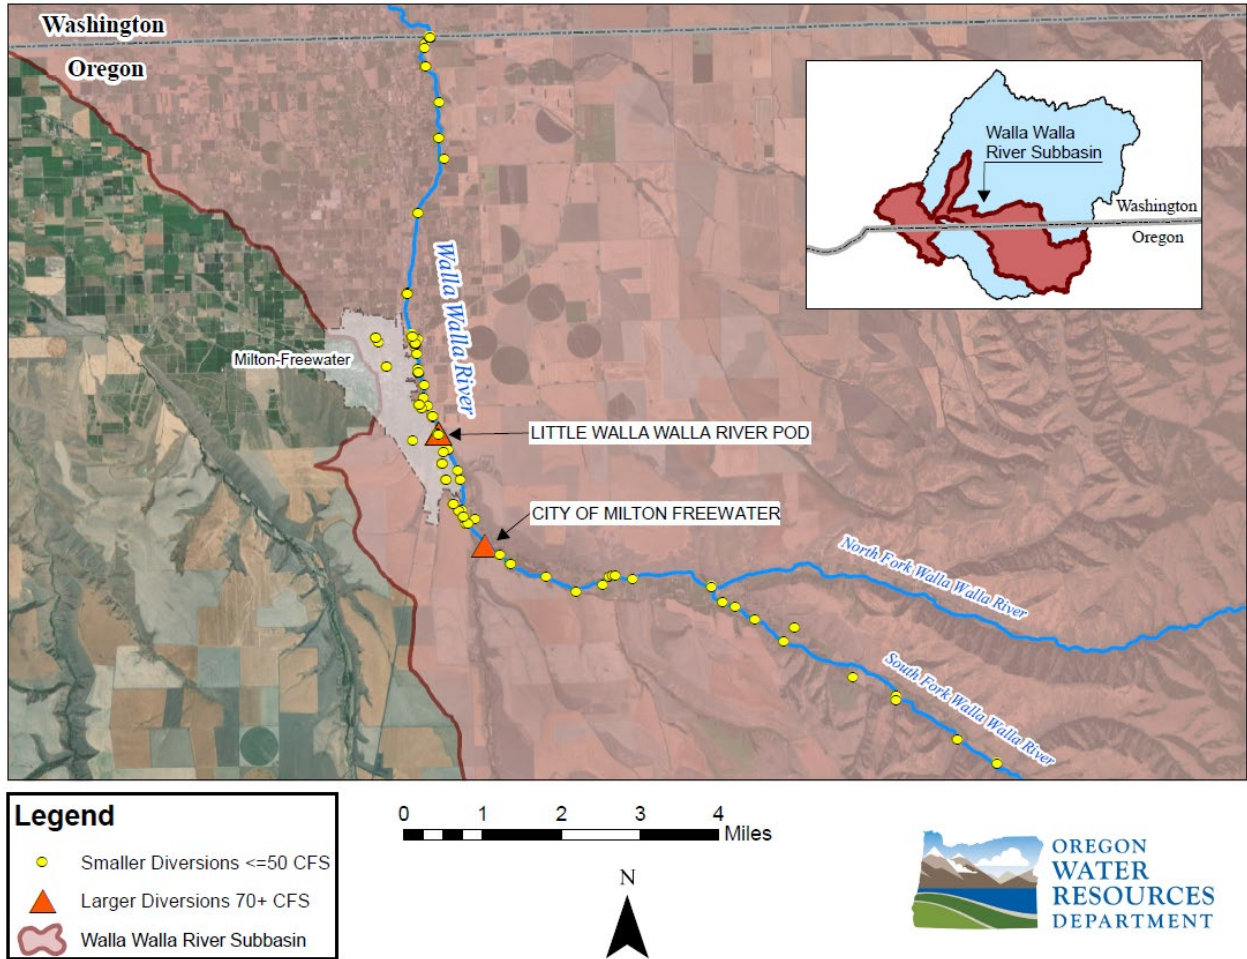 Washington
Oregon
Walla Walla
River Subbasin
Washington
Oregon
Walla Walla River
Milton-Freewater
LITTLE WALLA WALLA RIVER POD
CITY OF MILTON FREEWATER
North Fork Walla Walla River
South Fork Walla Walla River
Legend
Smaller Diversions <=50 CFS
Larger Diversions 70+ CFS
Walla Walla River Subbasin
0 1 2 3 4
Miles
N
OREGON
WATER
RESOURCES
DEPARTMENT